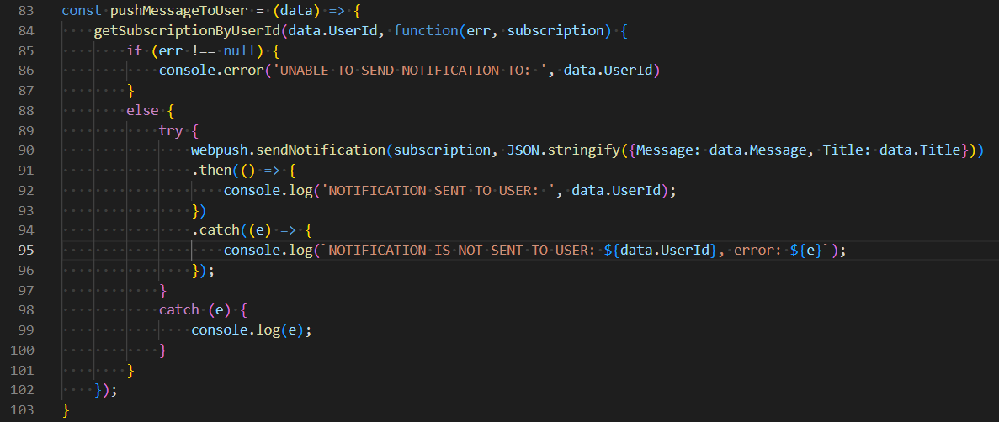 83 const pushMessageToUser = (data) => {
84     getSubscriptionByUserId(data.UserId, function(err, subscription) {
85         if (err !== null) {
86             console.error('UNABLE TO SEND NOTIFICATION TO: ', data.UserId)
87         }
88         else {
89             try {
90                 webpush.sendNotification(subscription, JSON.stringify({Message: data.Message, Title: data.Title}))
91                 .then(() => {
92                     console.log('NOTIFICATION SENT TO USER: ', data.UserId);
93                 })
94                 .catch((e) => {
95                     console.log(`NOTIFICATION IS NOT SENT TO USER: ${data.UserId}, error: ${e}`);
96                 });
97             }
98             catch (e) {
99                 console.log(e);
100             }
101         }
102     });
103 }